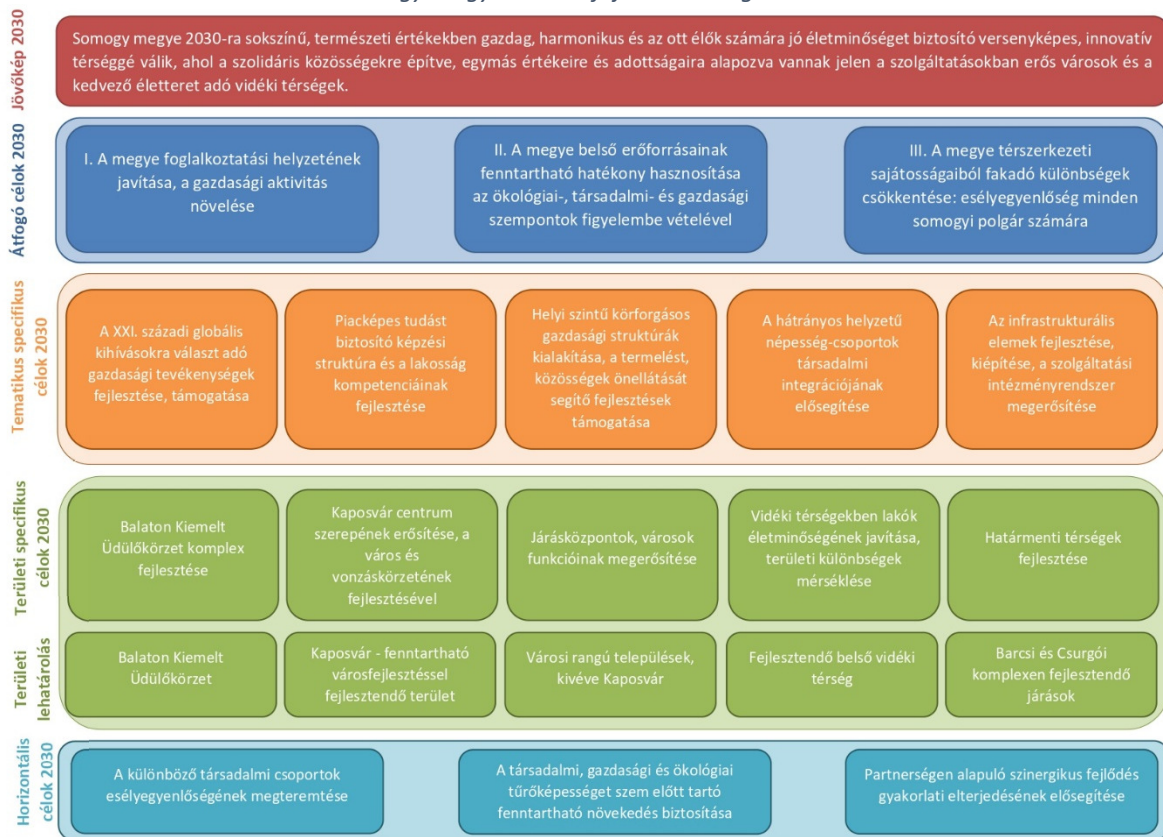 Jövőkép 2030
Somogy megye 2030-ra sokszínű, természeti értékekben gazdag, harmonikus és az ott élők számára jó életminőséget biztosító versenyképes, innovatív
térséggé válik, ahol a szolidáris közösségekre építve, egymás értékeire és adottságaira alapozva vannak jelen a szolgáltatásokban erős városok és a
kedvező életteret adó vidéki térségek.
Átfogó célok 2030
I. A megye foglalkoztatási helyzetének
javítása, a gazdasági aktivitás
növelése
II. A megye belső erőforrásainak
fenntartható hatékony hasznosítása
az ökológiai-, társadalmi- és gazdasági
szempontok figyelembe vételével
III. A megye térszerkezeti
sajátosságaiból fakadó különbségek
csökkentése: esélyegyenlőség minden
somogyi polgár számára
Tematikus specifikus
célok 2030
A XXI. századi globális
kihívásokra választ adó
gazdasági tevékenységek
fejlesztése, támogatása
Piacképes tudást
biztosító képzési
struktúra és a lakosság
kompetenciáinak
fejlesztése
Helyi szintű körforgásos
gazdasági struktúrák
kialakítása, a termelést,
közösségek önellátását
segítő fejlesztések
támogatása
A hátrányos helyzetű
népesség-csoportok
társadalmi
integrációjának
elősegítése
Az infrastrukturális
elemek fejlesztése,
kiépítése, a szolgáltatási
intézményrendszer
megerősítése
Területi specifikus
célok 2030
Balaton Kiemelt
Üdülőkörzet komplex
fejlesztése
Kaposvár centrum
szerepének erősítése, a
város és
vonzáskörzetének
fejlesztésével
Járásközpontok, városok
funkcióinak megerősítése
Vidéki térségekben lakók
életminőségének javítása,
területi különbségek
mérséklése
Határmenti térségek
fejlesztése
Területi
lehatárolás
Balaton Kiemelt
Üdülőkörzet
Kaposvár - fenntartható
városfejlesztéssel
fejlesztendő terület
Városi rangú települések,
kivéve Kaposvár
Fejlesztendő belső vidéki
térség
Barcsi és Csurgói
komplexen fejlesztendő
járások
Horizontális
célok 2030
A különböző társadalmi csoportok
esélyegyenlőségének megteremtése
A társadalmi, gazdasági és ökológiai
tűrőképességet szem előtt tartó
fenntartható növekedés biztosítása
Partnerségen alapuló szinergikus fejlődés
gyakorlati elterjedésének elősegítése